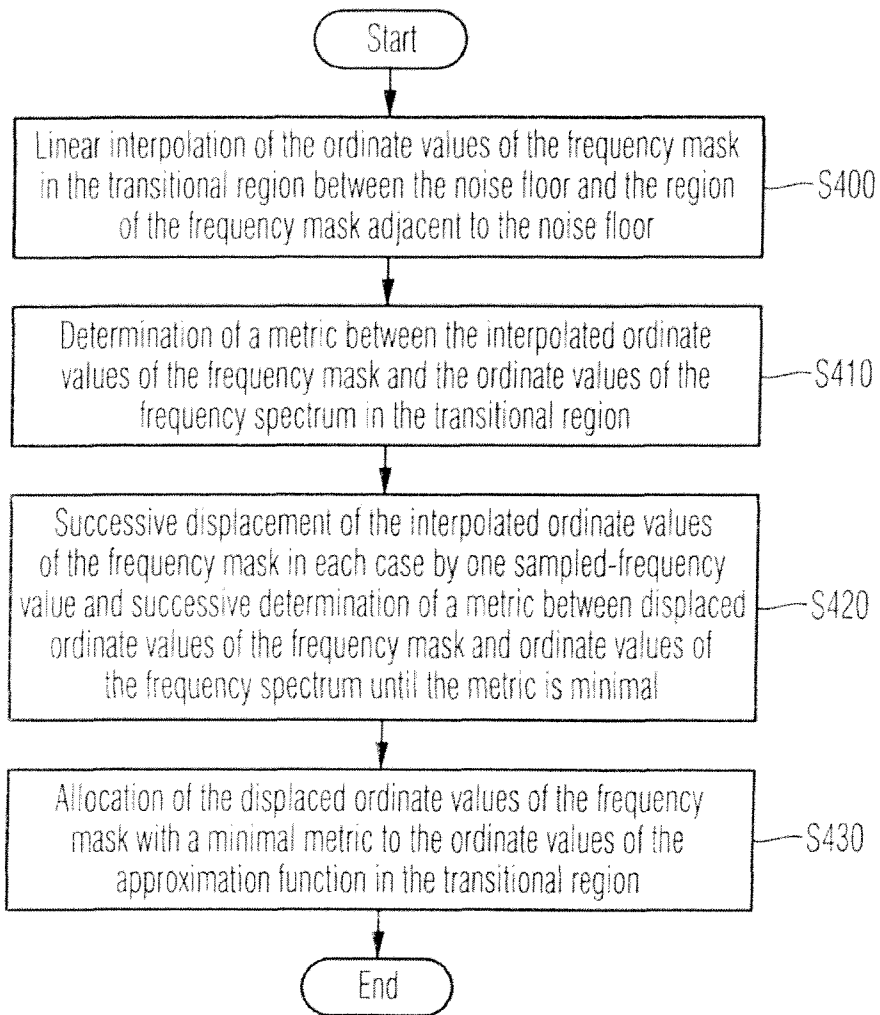 Start
Linear interpolation of the ordinate values of the frequency mask
in the transitional region between the noise floor and the region
of the frequency mask adjacent to the noise floor
S400
Determination of a metric between the interpolated ordinate
values of the frequency mask and the ordinate values of the
frequency spectrum in the transitional region
S410
Successive displacement of the interpolated ordinate values
of the frequency mask in each case by one sampled-frequency
value and successive determination of a metric between displaced
ordinate values of the frequency mask and ordinate values of
the frequency spectrum until the metric is minimal
S420
Allocation of the displaced ordinate values of the frequency
mask with a minimal metric to the ordinate values of the
approximation function in the transitional region
S430
End